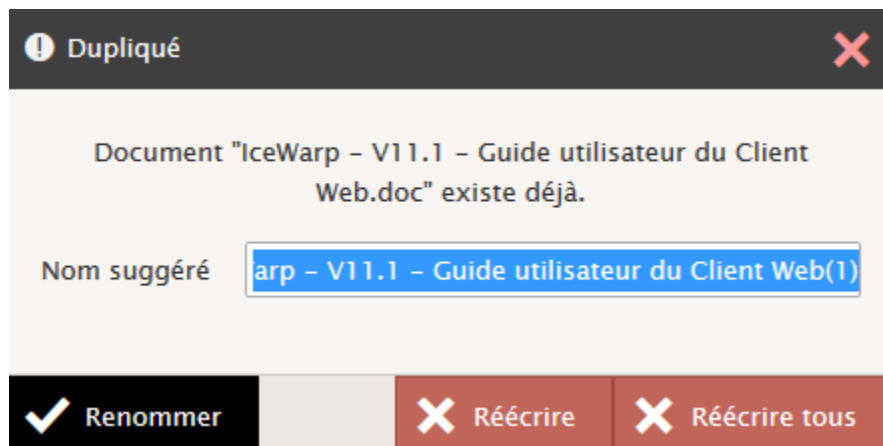 Dupliqué
Document "IceWarp – V11.1 – Guide utilisateur du Client
Web.doc" existe déjà.
Nom suggéré arp – V11.1 – Guide utilisateur du Client Web(1)
Renommer Réécrire Réécrire tous